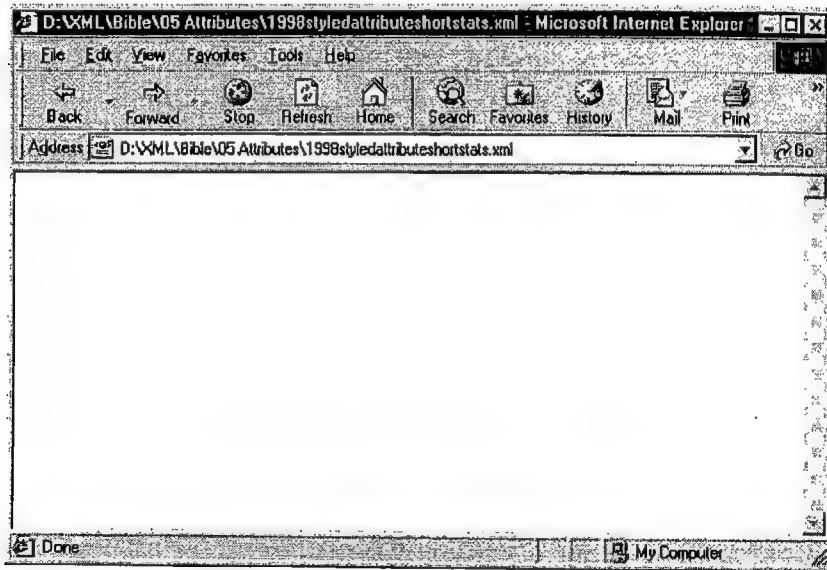 D:\XML\Bible\05 Attributes\1998styledattributeshortstats.xml - Microsoft Internet Explorer
File Edit View Favorites Tools Help
Back Forward Stop Refresh Home Search Favorites History Mail Print »
Address D:\XML\Bible\05 Attributes\1998styledattributeshortstats.xml Go
Done My Computer